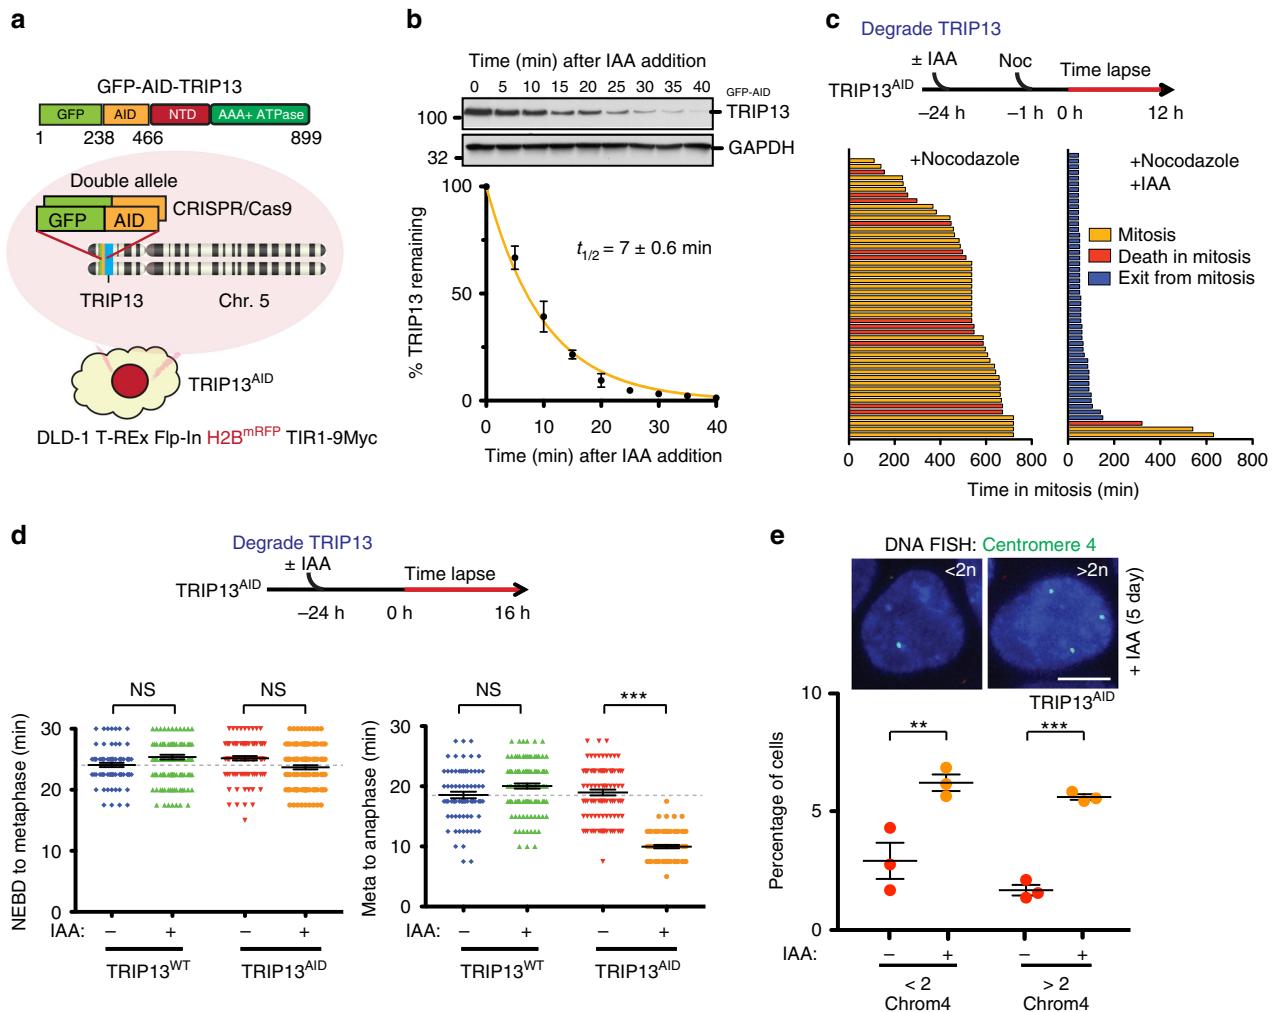 a
GFP-AID-TRIP13
GFP AID NTD AAA+ ATPase
1 238 466 899
Double allele
CRISPR/Cas9
GFP AID
TRIP13 Chr. 5
TRIP13AID
DLD-1 T-REx Flp-In H2BmRFP TIR1-9Myc
b
Time (min) after IAA addition
0 5 10 15 20 25 30 35 40
GFP-AID
TRIP13
100
GAPDH
32
% TRIP13 remaining
100
50
0
t1/2 = 7 ± 0.6 min
0 10 20 30 40
Time (min) after IAA addition
c
Degrade TRIP13
± IAA Noc Time lapse
TRIP13AID
–24 h –1 h 0 h 12 h
+Nocodazole
+Nocodazole
+IAA
Mitosis
Death in mitosis
Exit from mitosis
0 200 400 600 800 0 200 400 600 800
Time in mitosis (min)
d
Degrade TRIP13
± IAA
TRIP13AID Time lapse
–24 h 0 h 16 h
NEBD to metaphase (min)
30
20
10
0
NS NS
IAA: – + – +
TRIP13WT TRIP13AID
Meta to anaphase (min)
30
20
10
0
NS ***
IAA: – + – +
TRIP13WT TRIP13AID
e
DNA FISH: Centromere 4
<2n >2n
+ IAA (5 day)
TRIP13AID
Percentage of cells
10
5
0
** ***
IAA: – + – +
< 2 > 2
Chrom4 Chrom4